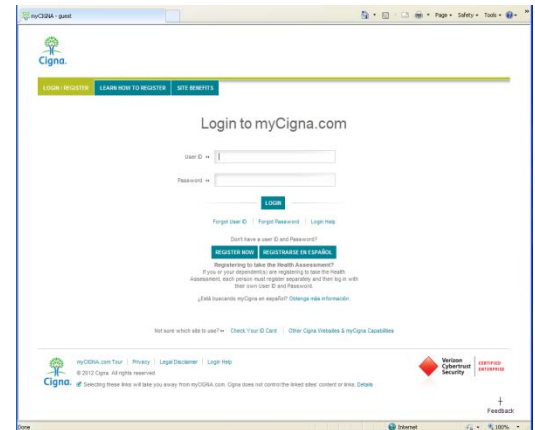 myCIGNA - guest
Page Safety Tools
Cigna.
LOGIN / REGISTER LEARN HOW TO REGISTER SITE BENEFITS
Login to myCigna.com
User ID
Password
LOGIN
Forgot User ID | Forgot Password | Login Help
Don't have a user ID and Password?
REGISTER NOW REGISTRARSE EN ESPAÑOL
Registering to take the Health Assessment?
If you or your dependent(s) are registering to take the Health
Assessment, each person must register separately and then log in with
their own User ID and Password.
¿Está buscando myCigna en español? Obtenga más información
Not sure which site to use? Check Your ID Card | Other Cigna Websites & myCigna Capabilities
myCIGNA.com Tour | Privacy | Legal Disclaimer | Login Help
© 2012 Cigna. All rights reserved.
Selecting these links will take you away from myCIGNA.com. Cigna does not control the linked sites' content or links. Details
Cigna.
Verizon
Cybertrust
Security
CERTIFIED
ENTERPRISE
+
Feedback
Done
Internet
100%